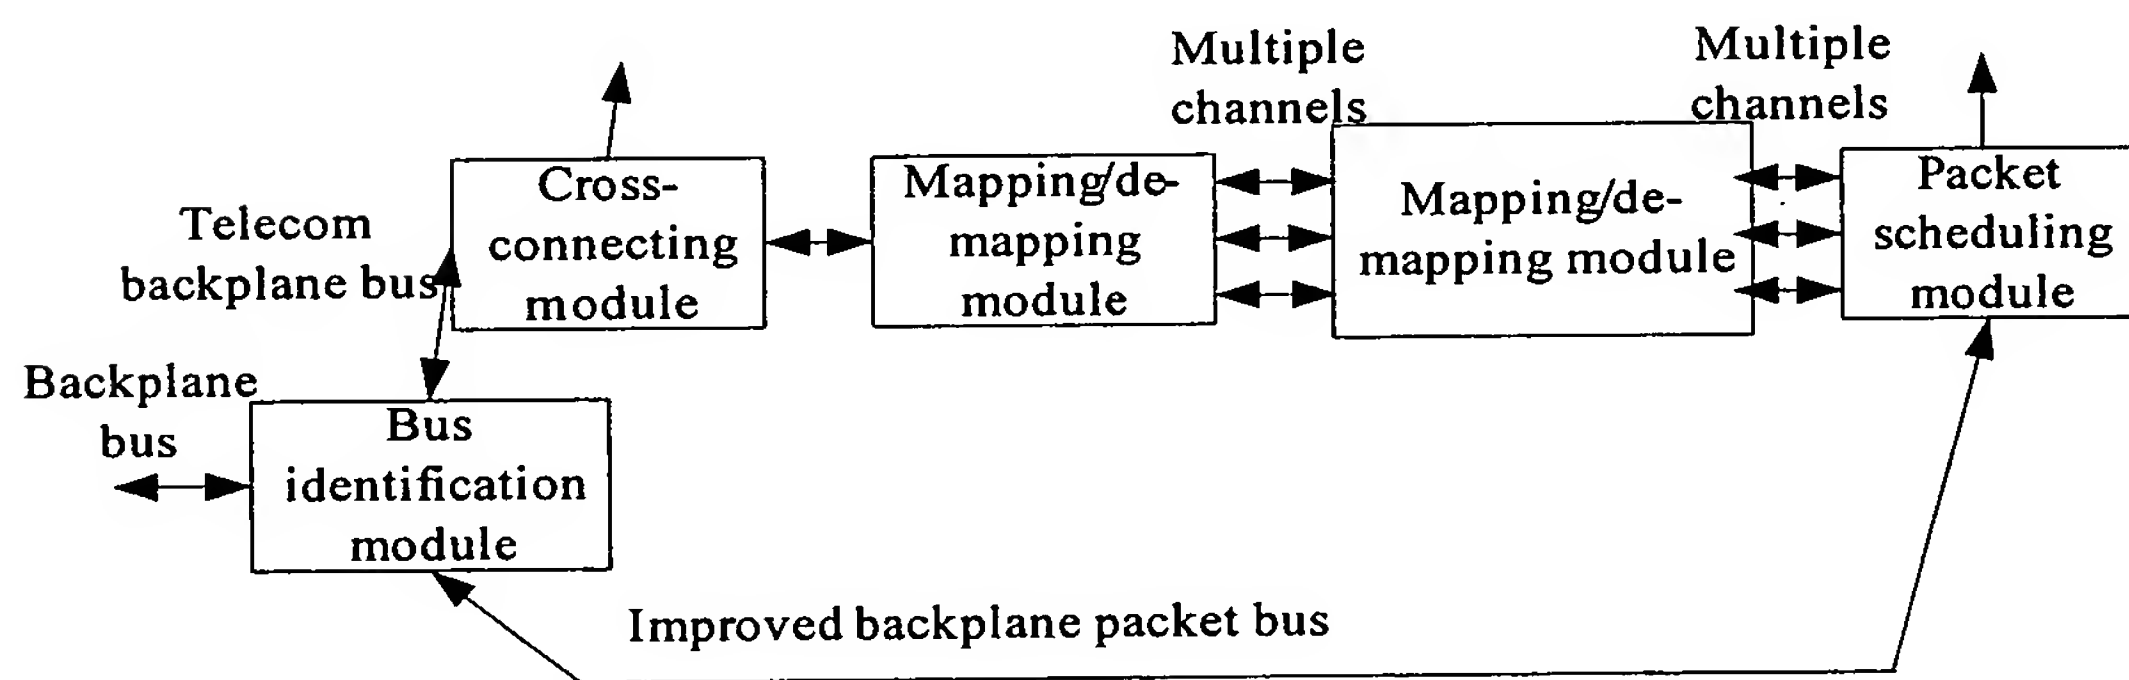 Multiple
channels
Multiple
channels
Cross-
connecting
module
Mapping/de-
mapping
module
Mapping/de-
mapping module
Packet
scheduling
module
Telecom
backplane bus
Backplane
bus
Bus
identification
module
Improved backplane packet bus